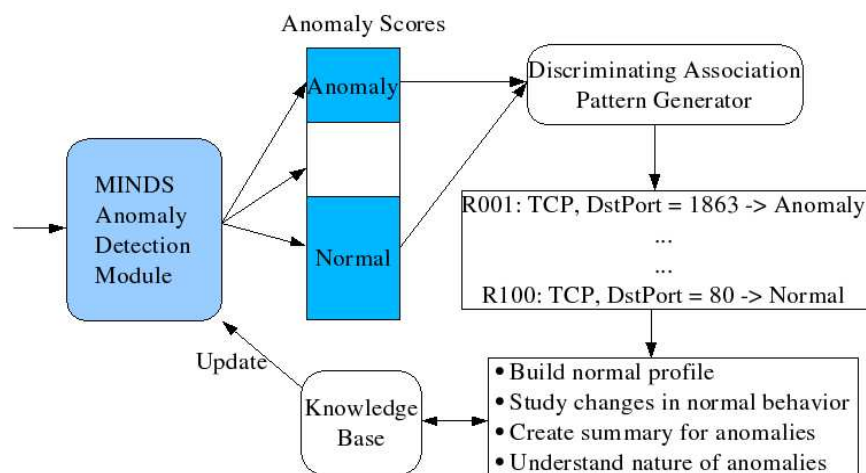 Anomaly Scores
Anomaly
Normal
MINDS
Anomaly
Detection
Module
Discriminating Association
Pattern Generator
R001: TCP, DstPort = 1863 -> Anomaly
...
...
R100: TCP, DstPort = 80 -> Normal
• Build normal profile
• Study changes in normal behavior
• Create summary for anomalies
• Understand nature of anomalies
Knowledge
Base
Update